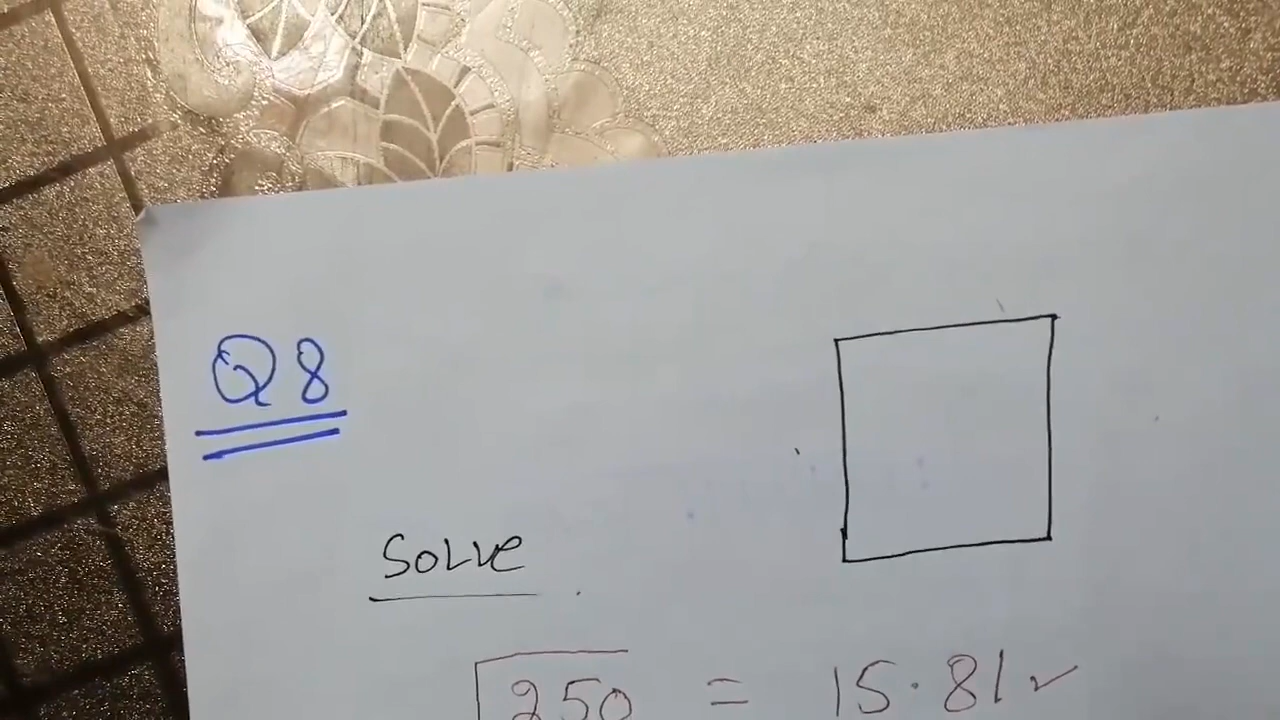 Q8
Solve
√250 = 15.81 ✓